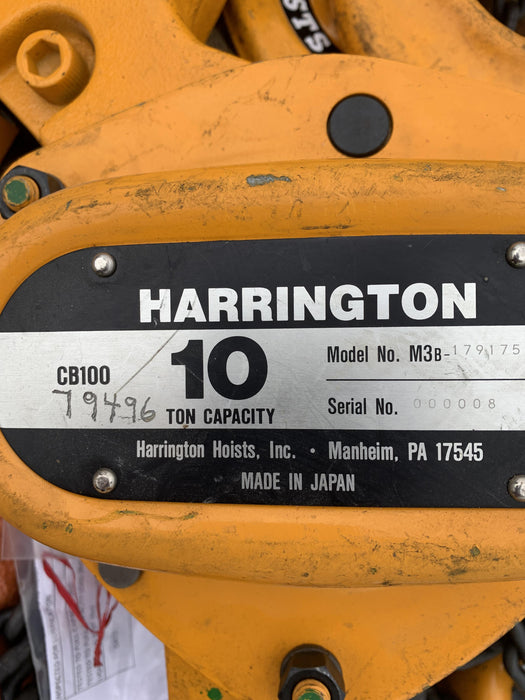 STS
HARRINGTON
CB100
79496
10
TON CAPACITY
Model No. M3B-179175
Serial No. 000008
Harrington Hoists, Inc. • Manheim, PA 17545
MADE IN JAPAN